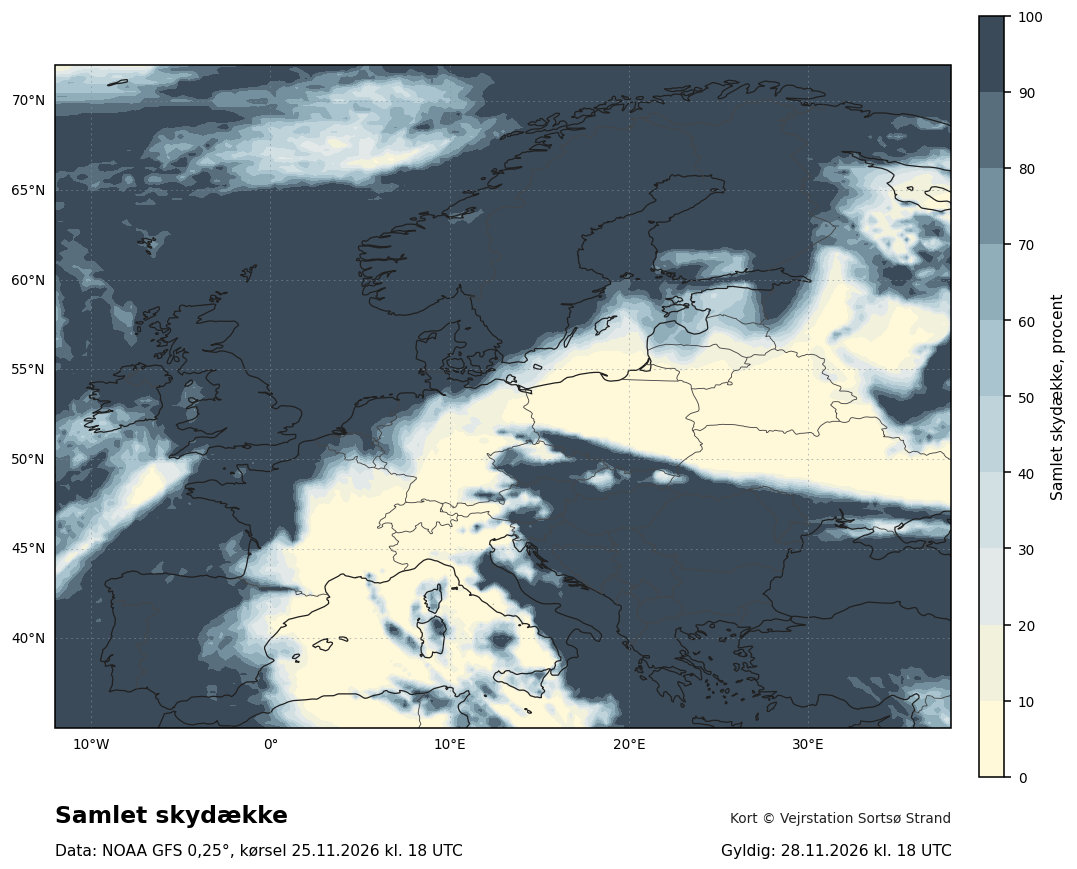 100
90
80
70
60
50
40
30
20
10
0
Samlet skydække, procent
70°N
65°N
60°N
55°N
50°N
45°N
40°N
10°W
0°
10°E
20°E
30°E
Samlet skydække
Kort © Vejrstation Sortsø Strand
Data: NOAA GFS 0,25°, kørsel 25.11.2026 kl. 18 UTC
Gyldig: 28.11.2026 kl. 18 UTC